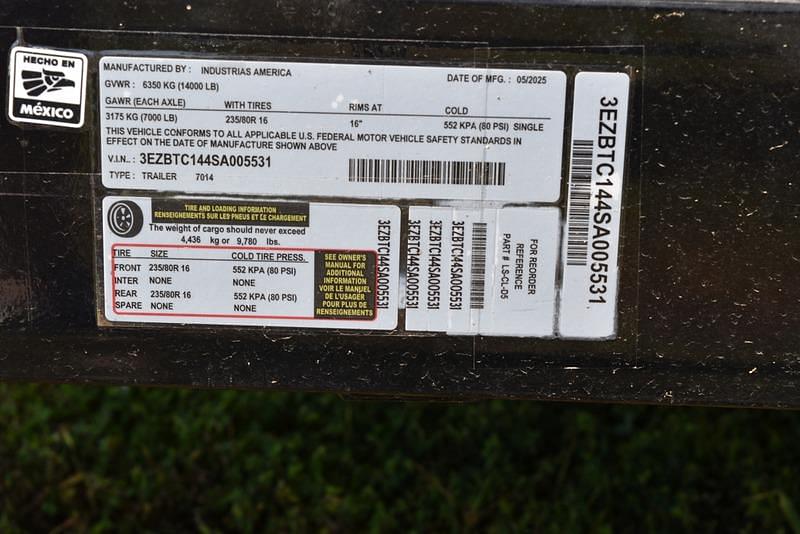 HECHO EN
MÉXICO
MANUFACTURED BY : INDUSTRIAS AMERICA
DATE OF MFG. : 05/2025
GVWR : 6350 KG (14000 LB)
GAWR (EACH AXLE) WITH TIRES RIMS AT COLD
3175 KG (7000 LB) 235/80R 16 16" 552 KPA (80 PSI) SINGLE
THIS VEHICLE CONFORMS TO ALL APPLICABLE U.S. FEDERAL MOTOR VEHICLE SAFETY STANDARDS IN
EFFECT ON THE DATE OF MANUFACTURE SHOWN ABOVE
V.I.N.. : 3EZBTC144SA005531
TYPE : TRAILER 7014
TIRE AND LOADING INFORMATION
RENSEIGNEMENTS SUR LES PNEUS ET LE CHARGEMENT
The weight of cargo should never exceed
4,436 kg or 9,780 lbs.
TIRE SIZE COLD TIRE PRESS.
FRONT 235/80R 16 552 KPA (80 PSI)
INTER NONE NONE
REAR 235/80R 16 552 KPA (80 PSI)
SPARE NONE NONE
SEE OWNER'S
MANUAL FOR
ADDITIONAL
INFORMATION
VOIR LE MANUEL
DE L'USAGER
POUR PLUS DE
RENSEIGNEMENTS
3EZBTC144SA005531
3EZBTC144SA005531
3EZBTC144SA005531
3EZBTC144SA005531
FOR REORDER
REFERENCE
PART # LS-CL-D5
3EZBTC144SA005531